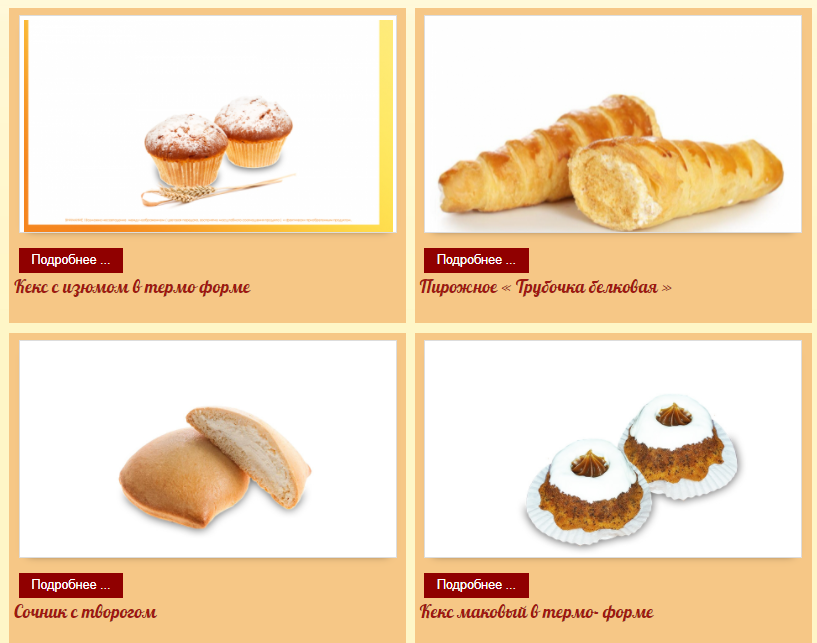 Подробнее ...
Кекс с изюмом в термо форме
Подробнее ...
Пирожное « Трубочка белковая »
Подробнее ...
Сочник с творогом
Подробнее ...
Кекс маковый в термо- форме